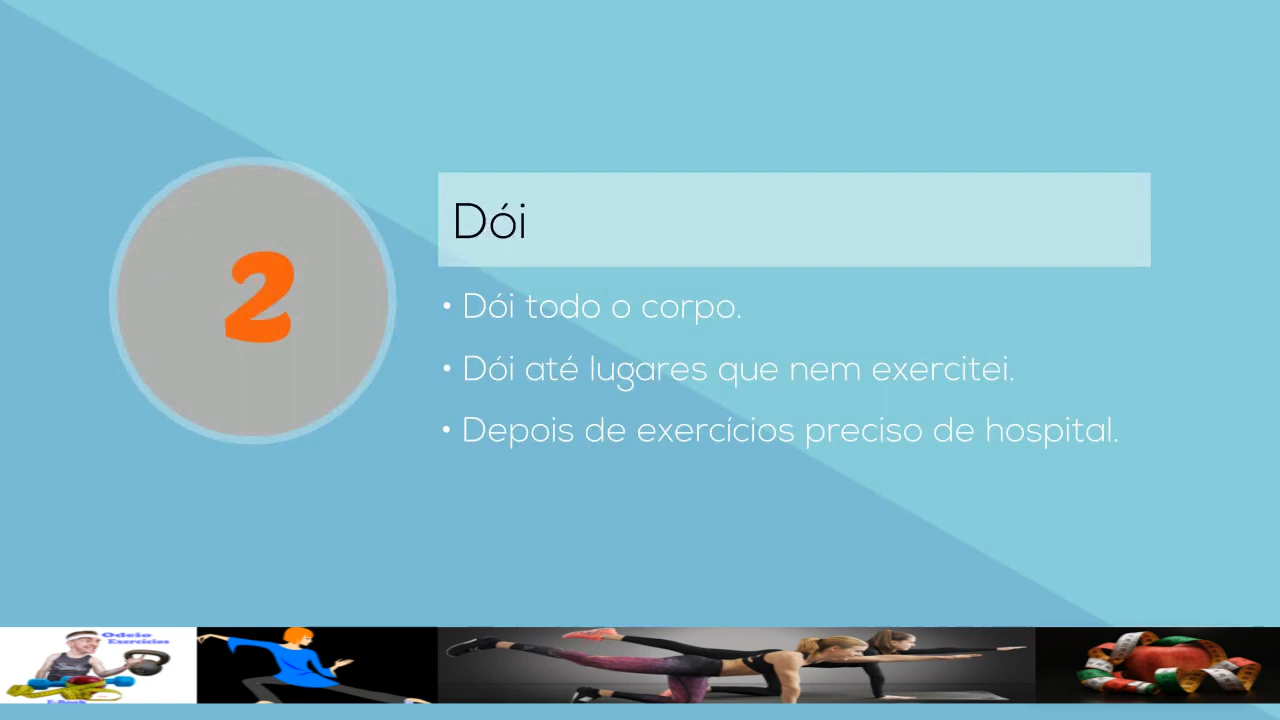 2
Dói
• Dói todo o corpo.
• Dói até lugares que nem exercitei.
• Depois de exercícios preciso de hospital.
Odeio
Exercícios
E-Book